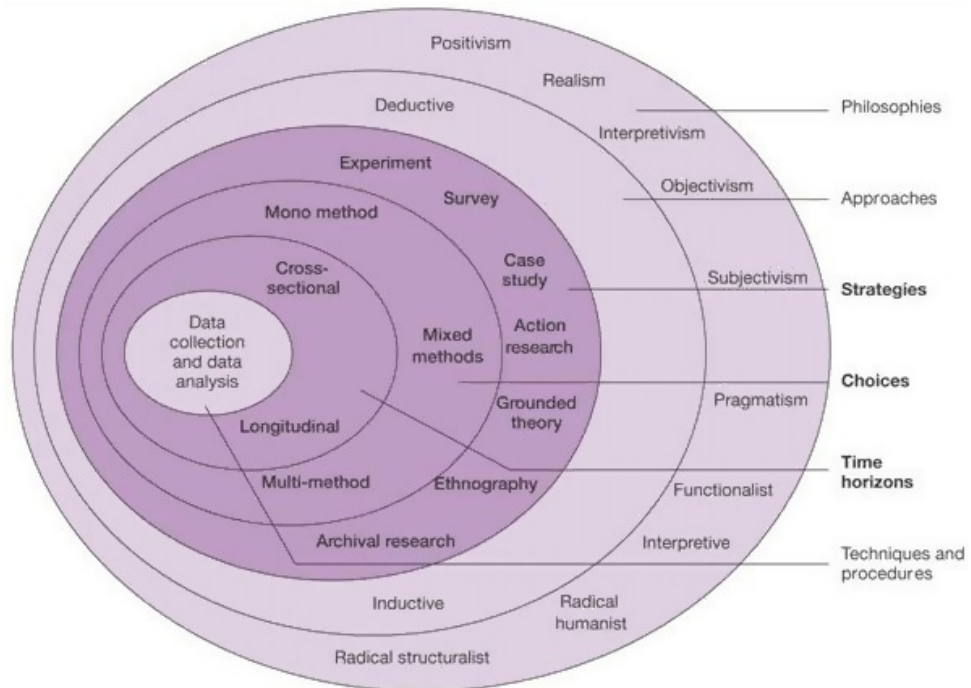 Positivism
Realism
Philosophies
Deductive
Interpretivism
Experiment
Objectivism
Approaches
Survey
Mono method
Cross-
sectional
Case
study
Subjectivism
Strategies
Data
collection
and data
analysis
Mixed
methods
Action
research
Choices
Pragmatism
Grounded
theory
Longitudinal
Time
horizons
Multi-method
Ethnography
Functionalist
Archival research
Interpretive
Techniques and
procedures
Inductive
Radical
humanist
Radical structuralist